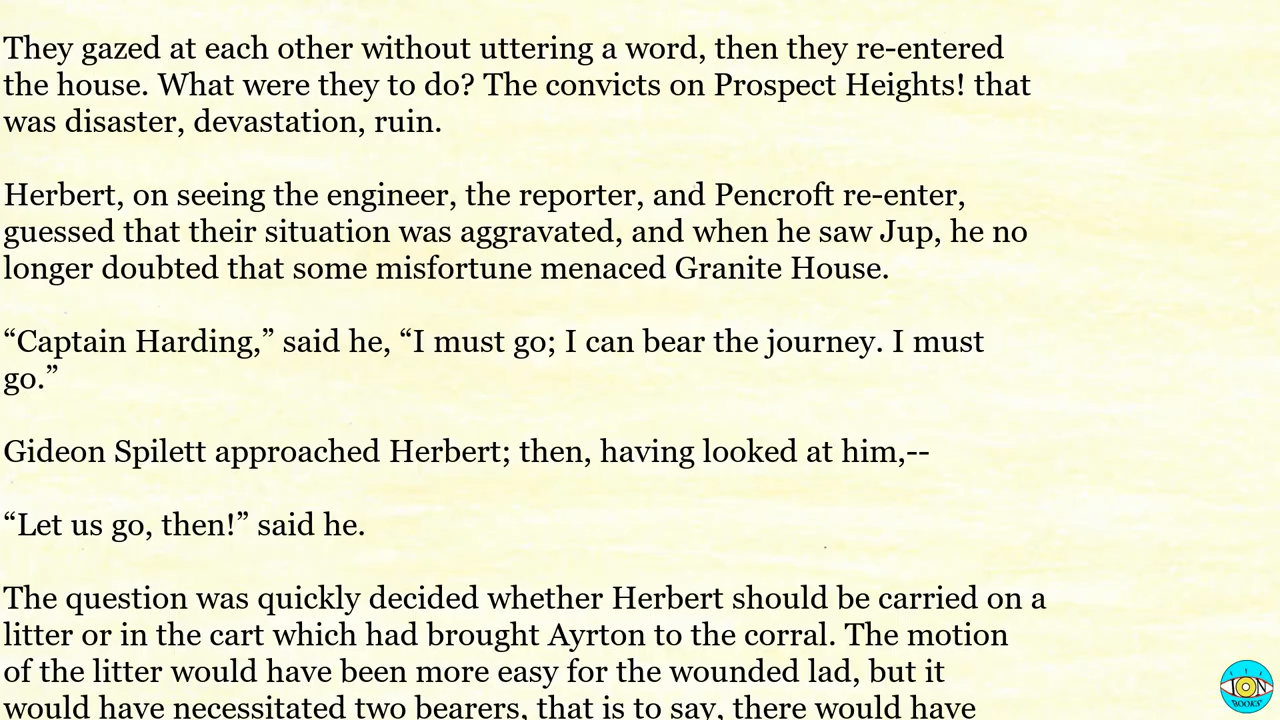 They gazed at each other without uttering a word, then they re-entered
the house. What were they to do? The convicts on Prospect Heights! that
was disaster, devastation, ruin.
Herbert, on seeing the engineer, the reporter, and Pencroft re-enter,
guessed that their situation was aggravated, and when he saw Jup, he no
longer doubted that some misfortune menaced Granite House.
“Captain Harding,” said he, “I must go; I can bear the journey. I must
go.”
Gideon Spilett approached Herbert; then, having looked at him,--
“Let us go, then!” said he.
The question was quickly decided whether Herbert should be carried on a
litter or in the cart which had brought Ayrton to the corral. The motion
of the litter would have been more easy for the wounded lad, but it
would have necessitated two bearers, that is to say, there would have
ION
BOOKS